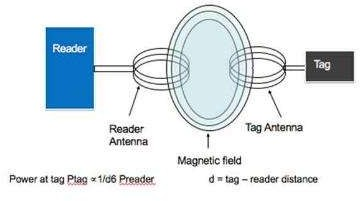 Reader
Tag
Reader
Antenna
Tag Antenna
Magnetic field
Power at tag Ptag ∝1/d6 Preader
d = tag – reader distance